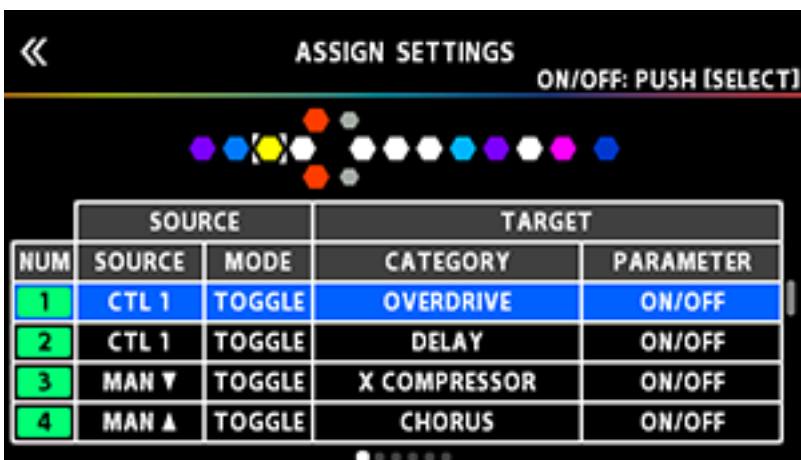 ASSIGN SETTINGS
ON/OFF: PUSH [SELECT]
SOURCE TARGET
NUM SOURCE MODE CATEGORY PARAMETER
1 CTL 1 TOGGLE OVERDRIVE ON/OFF
2 CTL 1 TOGGLE DELAY ON/OFF
3 MAN ▼ TOGGLE X COMPRESSOR ON/OFF
4 MAN ▲ TOGGLE CHORUS ON/OFF